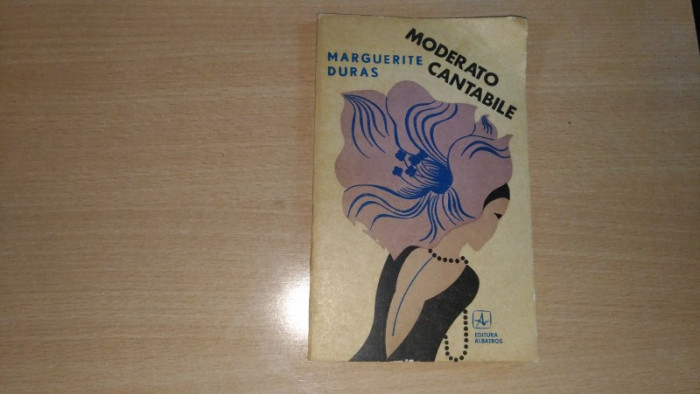 MARGUERITE
DURAS
MODERATO
CANTABILE
EDITURA
ALBATROS